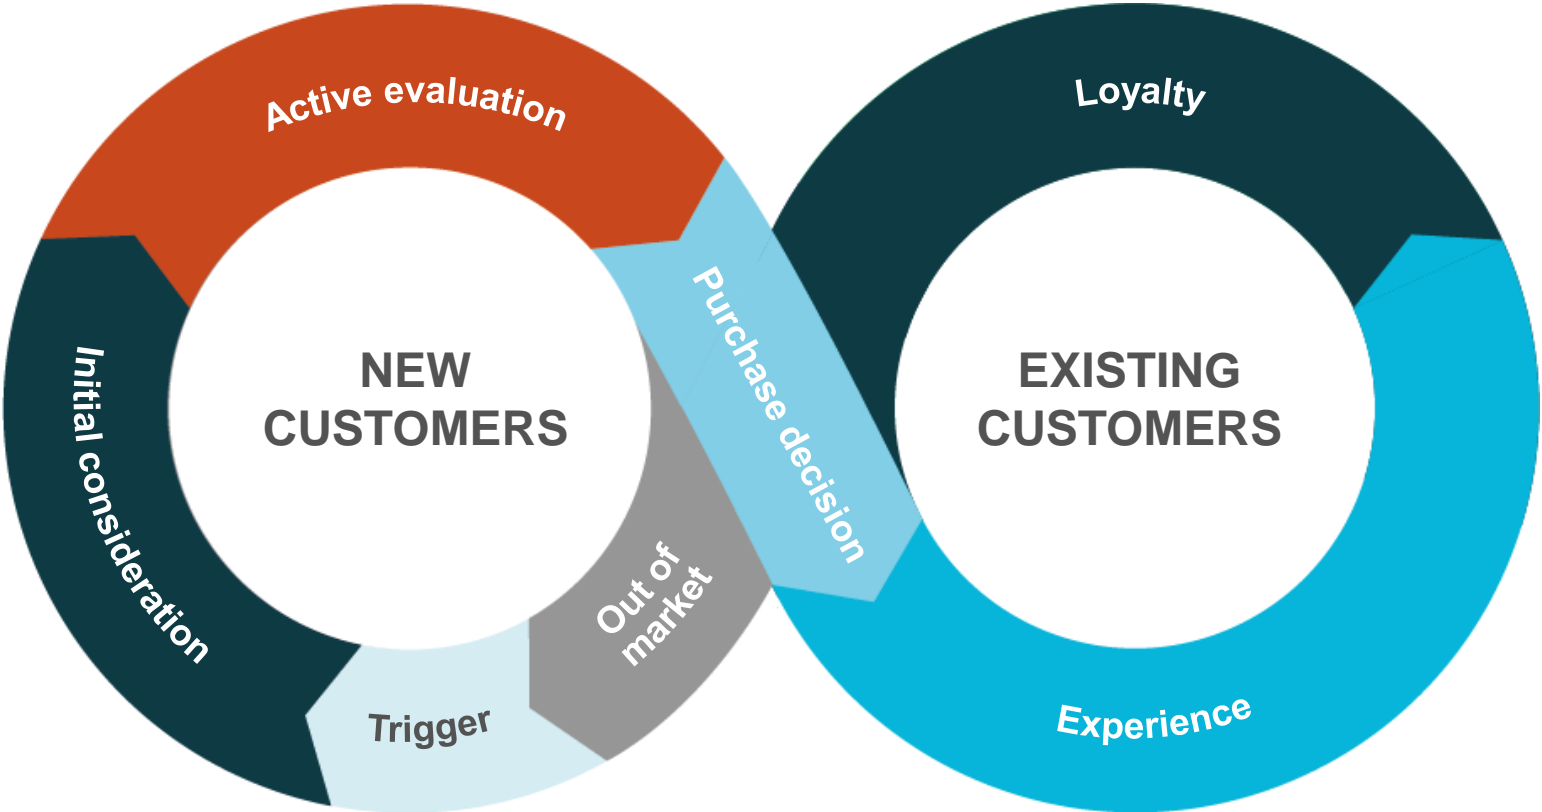 Active evaluation
Loyalty
Initial consideration
NEW
CUSTOMERS
Purchase decision
EXISTING
CUSTOMERS
Out of
market
Trigger
Experience